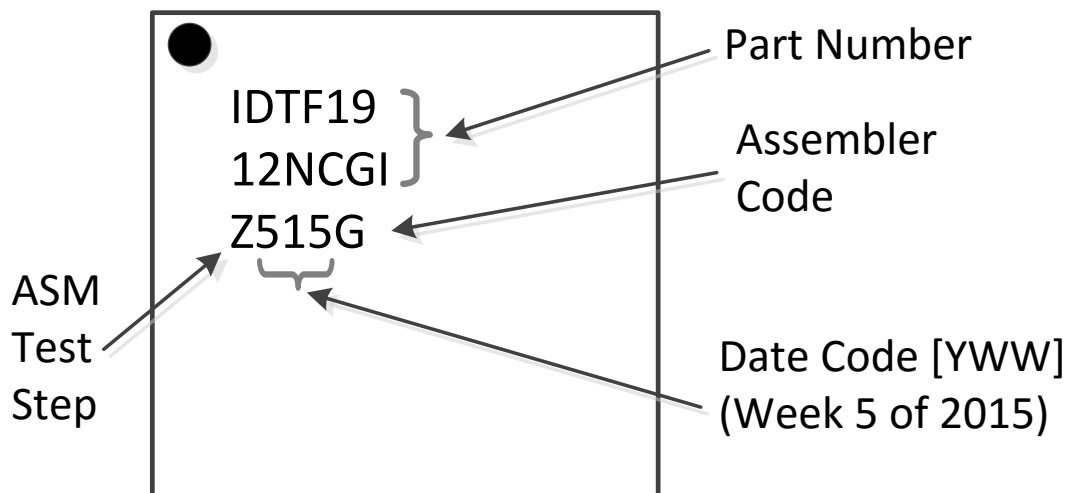 IDTF19
12NCGI
Z515G
Part Number
Assembler
Code
ASM
Test
Step
Date Code [YWW]
(Week 5 of 2015)